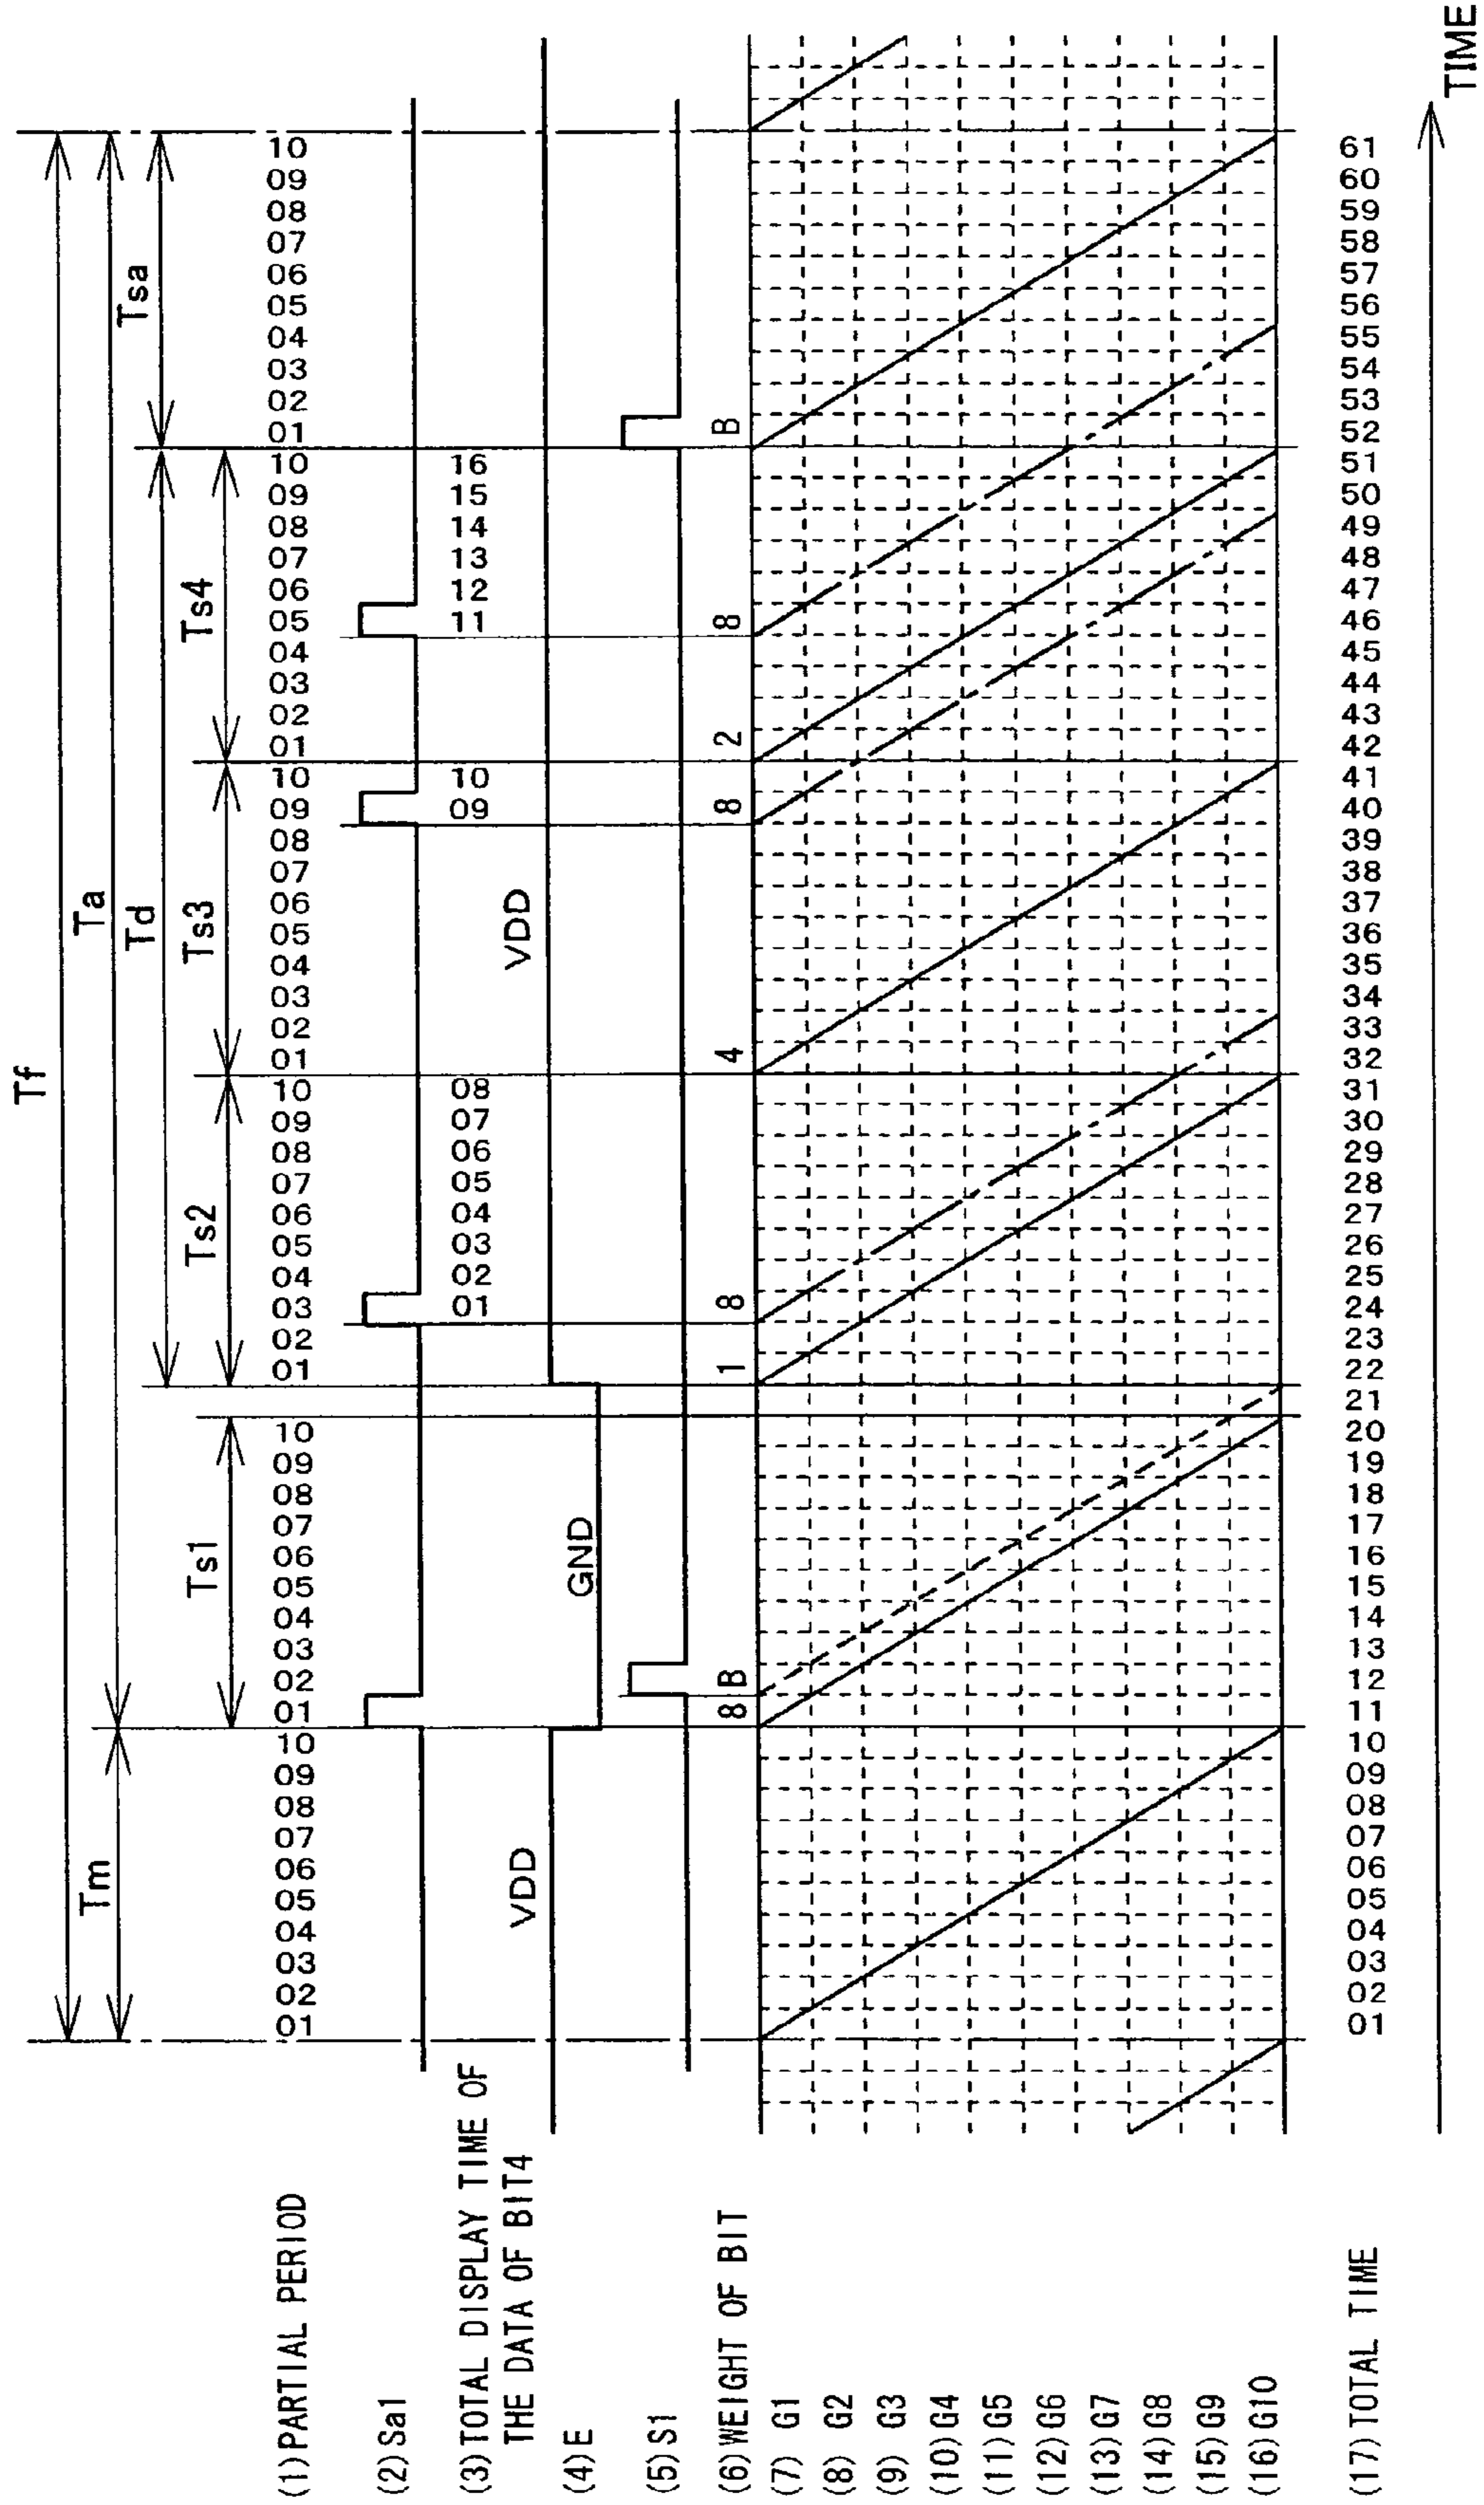 Tf
Tm Ta
Td Tsa
Ts1 Ts2 Ts3 Ts4
(1)PARTIAL PERIOD 01 02 03 04 05 06 07 08 09 10 01 02 03 04 05 06 07 08 09 10 01 02 03 04 05 06 07 08 09 10 01 02 03 04 05 06 07 08 09 10 01 02 03 04 05 06 07 08 09 10 01 02 03 04 05 06 07 08 09 10
(2)Sa1
(3)TOTAL DISPLAY TIME OF 01 02 03 04 05 06 07 08 09 10 11 12 13 14 15 16
THE DATA OF BIT4
VDD VDD
(4)E GND
(5)S1
(6)WEIGHT OF BIT 8 B 1 8 4 8 2 8 B
(7) G1
(8) G2
(9) G3
(10)G4
(11)G5
(12)G6
(13)G7
(14)G8
(15)G9
(16)G10
(17)TOTAL TIME 01 02 03 04 05 06 07 08 09 10 11 12 13 14 15 16 17 18 19 20 21 22 23 24 25 26 27 28 29 30 31 32 33 34 35 36 37 38 39 40 41 42 43 44 45 46 47 48 49 50 51 52 53 54 55 56 57 58 59 60 61
TIME